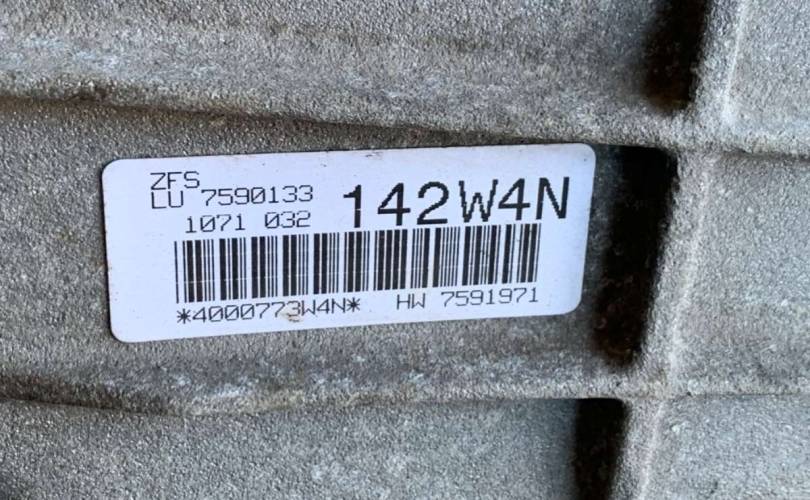 ZFS
LU 7590133
1071 032 142W4N
*4000773W4N* HW 7591971